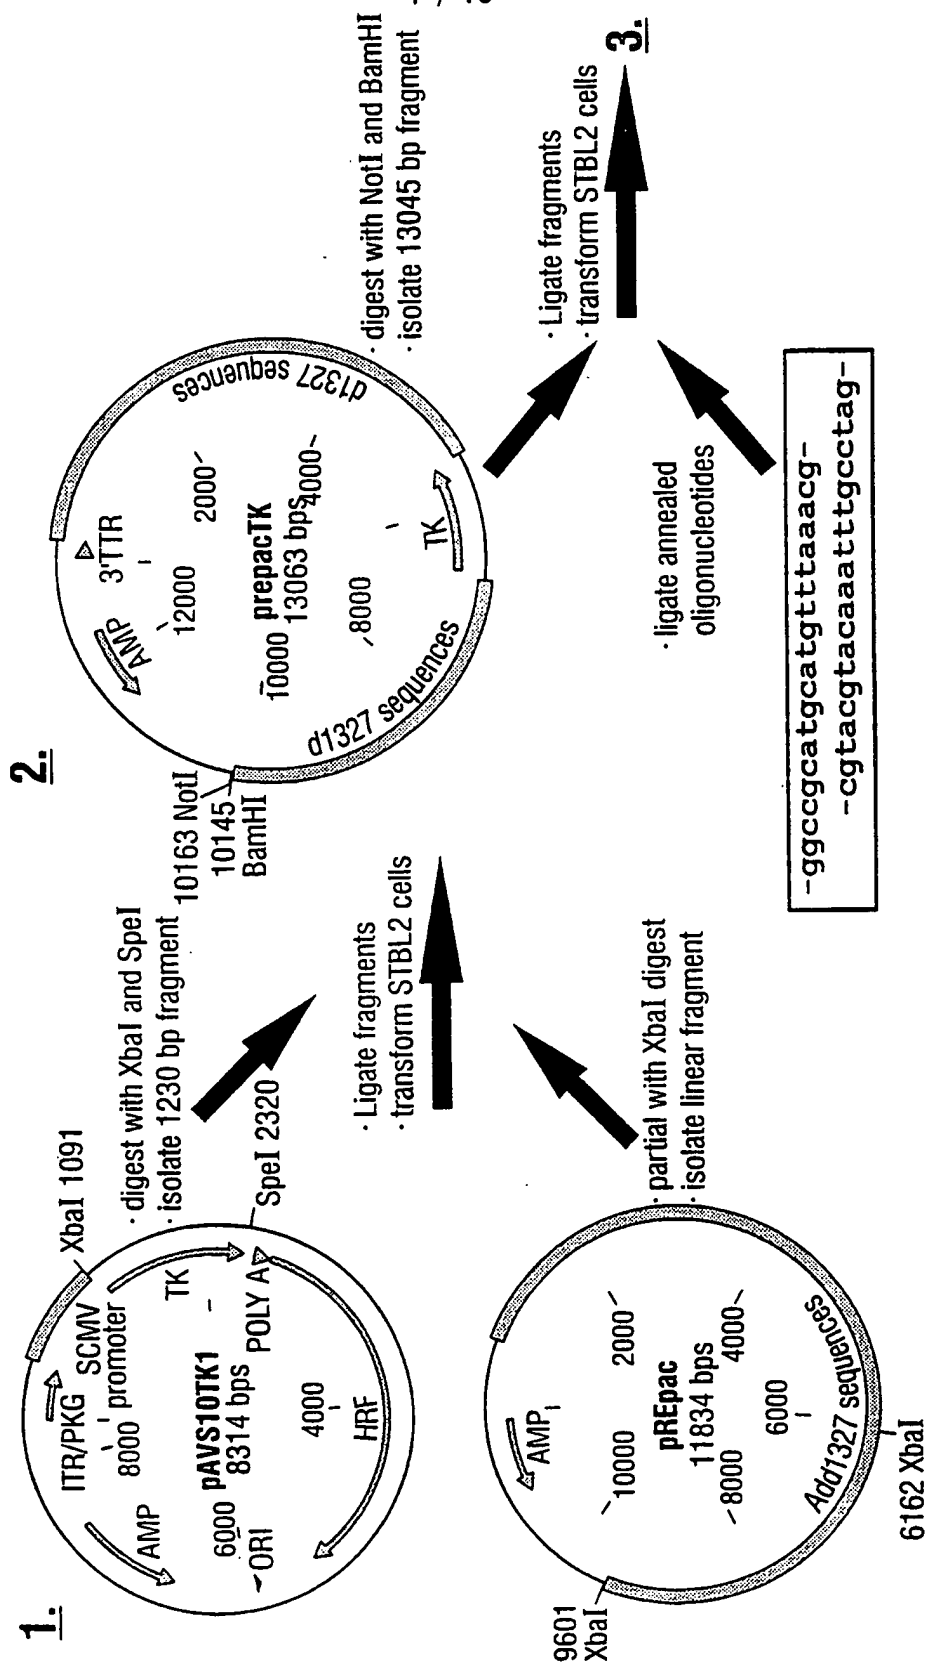 1.
ITR/PKG
SCMV
promoter
XbaI 1091
AMP
8000
TK
6000
pAVS10TK1
8314 bps
ORI
4000
POLY A
SpeI 2320
HRF
· digest with XbaI and SpeI
· isolate 1230 bp fragment
AMP
10000
2000
pREpac
11834 bps
8000
4000
6000
Add1327 sequences
9601
XbaI
6162 XbaI
· partial with XbaI digest
· isolate linear fragment
· Ligate fragments
· transform STBL2 cells
2.
10163 NotI
10145
BamHI
AMP
3'TTR
12000
2000
prepacTK
10000
13063 bps
4000
8000
TK
d1327 sequences
d1327 sequences
· digest with NotI and BamHI
· isolate 13045 bp fragment
· ligate annealed
oligonucleotides
-ggccgcatgcatgtttaaacg-
-cgtacgtacaaatttgcctag-
· Ligate fragments
· transform STBL2 cells
3.